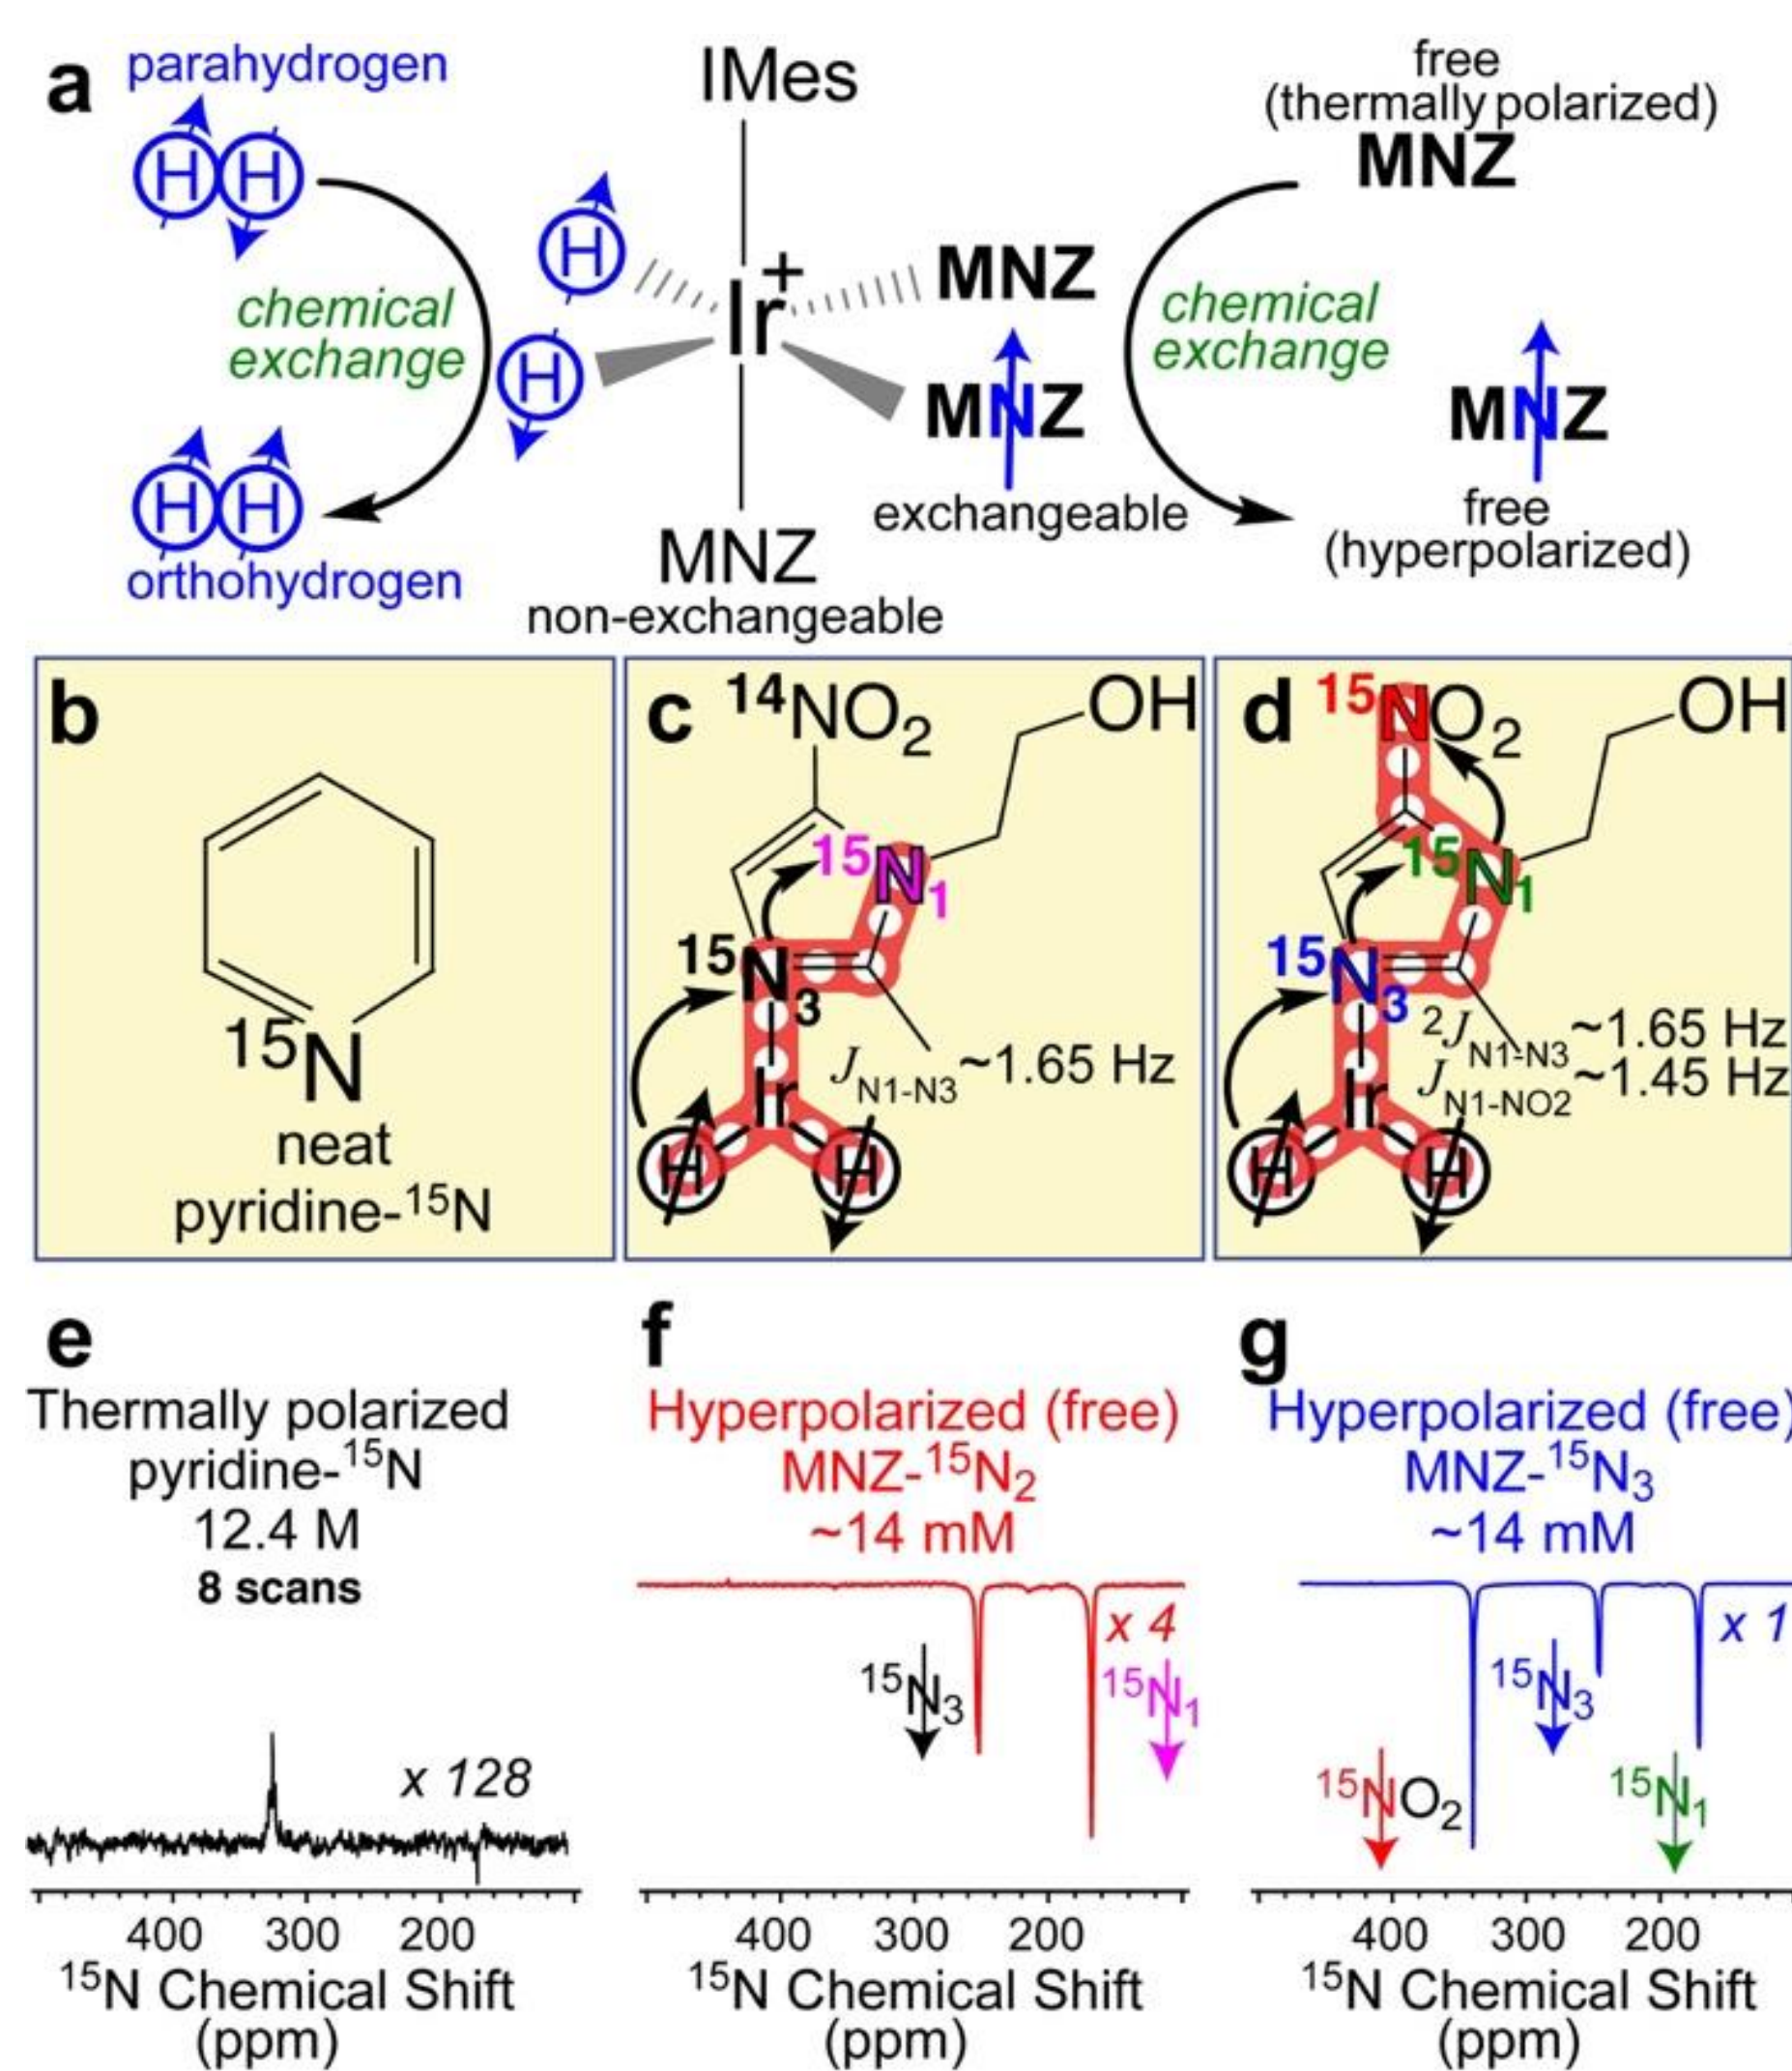 a
parahydrogen
H H
chemical
exchange
H H
orthohydrogen
IMes
H
H
Ir+
MNZ
MNZ
exchangeable
MNZ
non-exchangeable
free
(thermally polarized)
MNZ
chemical
exchange
MNZ
free
(hyperpolarized)
b
15N
neat
pyridine-15N
c
14NO2
OH
15N1
15N3
JN1-N3~1.65 Hz
Ir
H H
d
15NO2
OH
15N1
15N3
2JN1-N3~1.65 Hz
JN1-NO2~1.45 Hz
Ir
H H
e
Thermally polarized
pyridine-15N
12.4 M
8 scans
x 128
400 300 200
15N Chemical Shift
(ppm)
f
Hyperpolarized (free)
MNZ-15N2
~14 mM
x 4
15N3
15N1
400 300 200
15N Chemical Shift
(ppm)
g
Hyperpolarized (free)
MNZ-15N3
~14 mM
x 1
15N3
15NO2
15N1
400 300 200
15N Chemical Shift
(ppm)